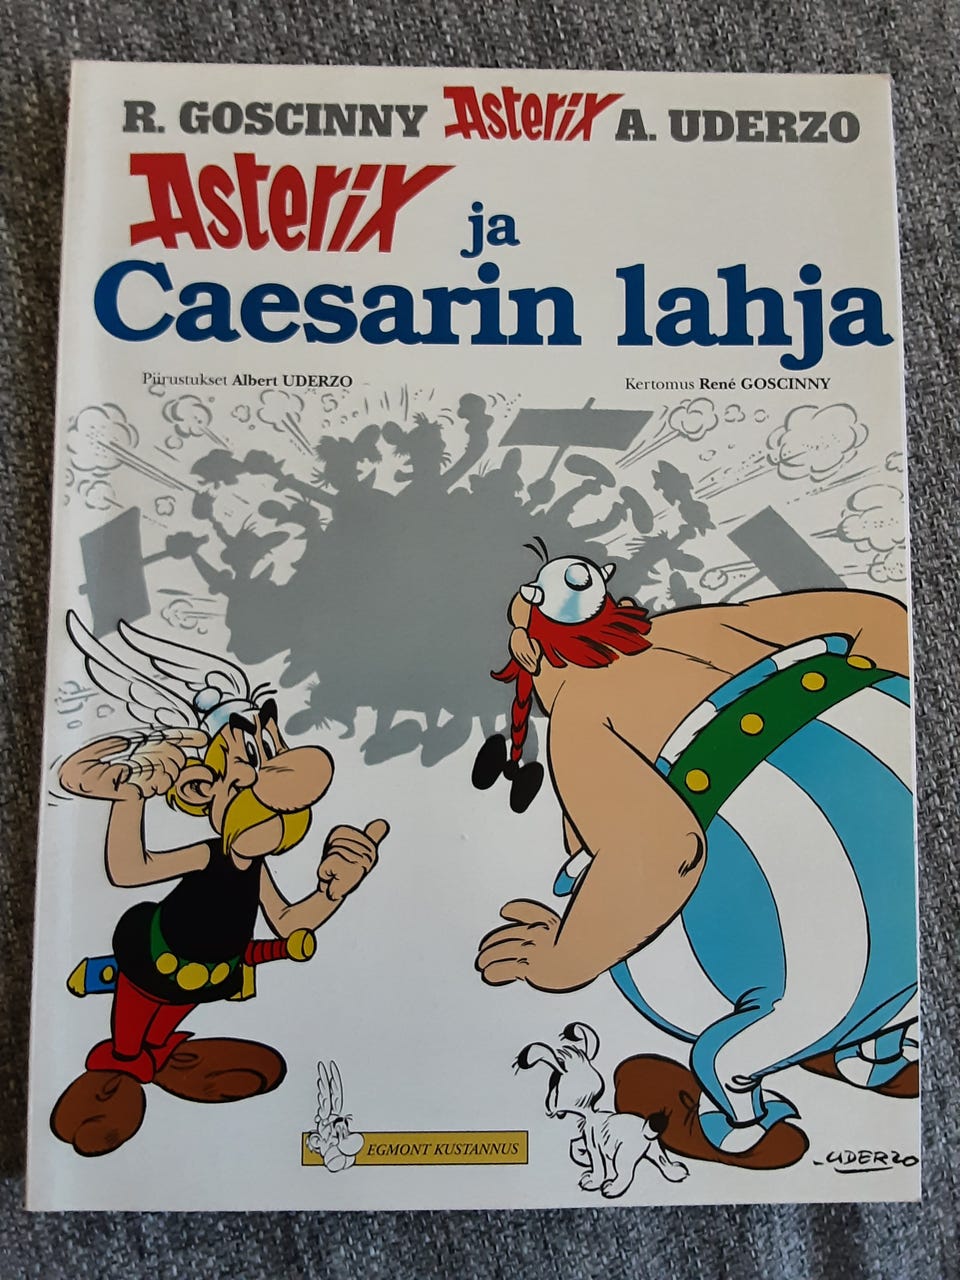 R. GOSCINNY Asterix A. UDERZO
Asterix ja
Caesarin lahja
Piirustukset Albert UDERZO Kertomus René GOSCINNY
EGMONT KUSTANNUS
UDERZO